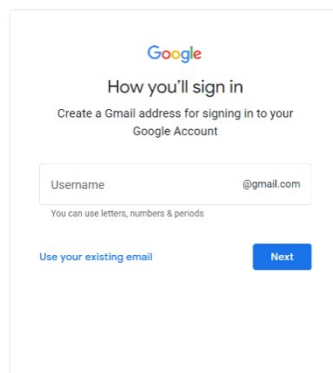 Google
How you'll sign in
Create a Gmail address for signing in to your
Google Account
Username @gmail.com
You can use letters, numbers & periods
Use your existing email Next